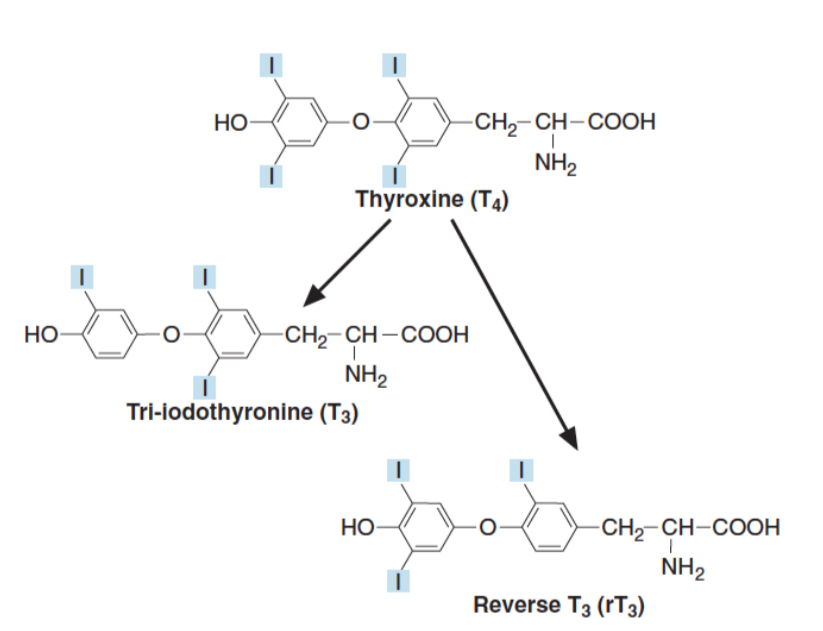 I I
HO O CH₂–CH–COOH
NH₂
I I
Thyroxine (T₄)
I I
HO O CH₂–CH–COOH
NH₂
I
Tri-iodothyronine (T₃)
I I
HO O CH₂–CH–COOH
NH₂
I
Reverse T₃ (rT₃)